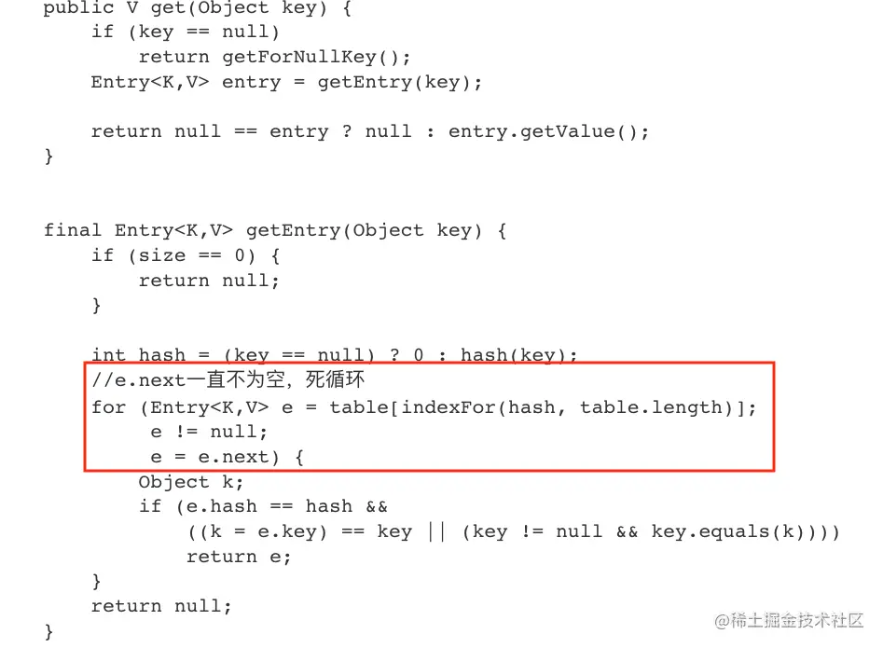 public V get(Object key) {
    if (key == null)
        return getForNullKey();
    Entry<K,V> entry = getEntry(key);

    return null == entry ? null : entry.getValue();
}


final Entry<K,V> getEntry(Object key) {
    if (size == 0) {
        return null;
    }

    int hash = (key == null) ? 0 : hash(key);
    //e.next一直不为空，死循环
    for (Entry<K,V> e = table[indexFor(hash, table.length)];
         e != null;
         e = e.next) {
        Object k;
        if (e.hash == hash &&
            ((k = e.key) == key || (key != null && key.equals(k))))
            return e;
    }
    return null;
}
@稀土掘金技术社区